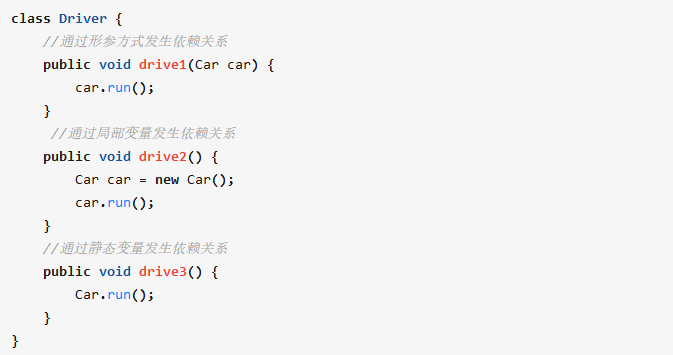 class Driver {
    //通过形参方式发生依赖关系
    public void drive1(Car car) {
        car.run();
    }
     //通过局部变量发生依赖关系
    public void drive2() {
        Car car = new Car();
        car.run();
    }
    //通过静态变量发生依赖关系
    public void drive3() {
        Car.run();
    }
}